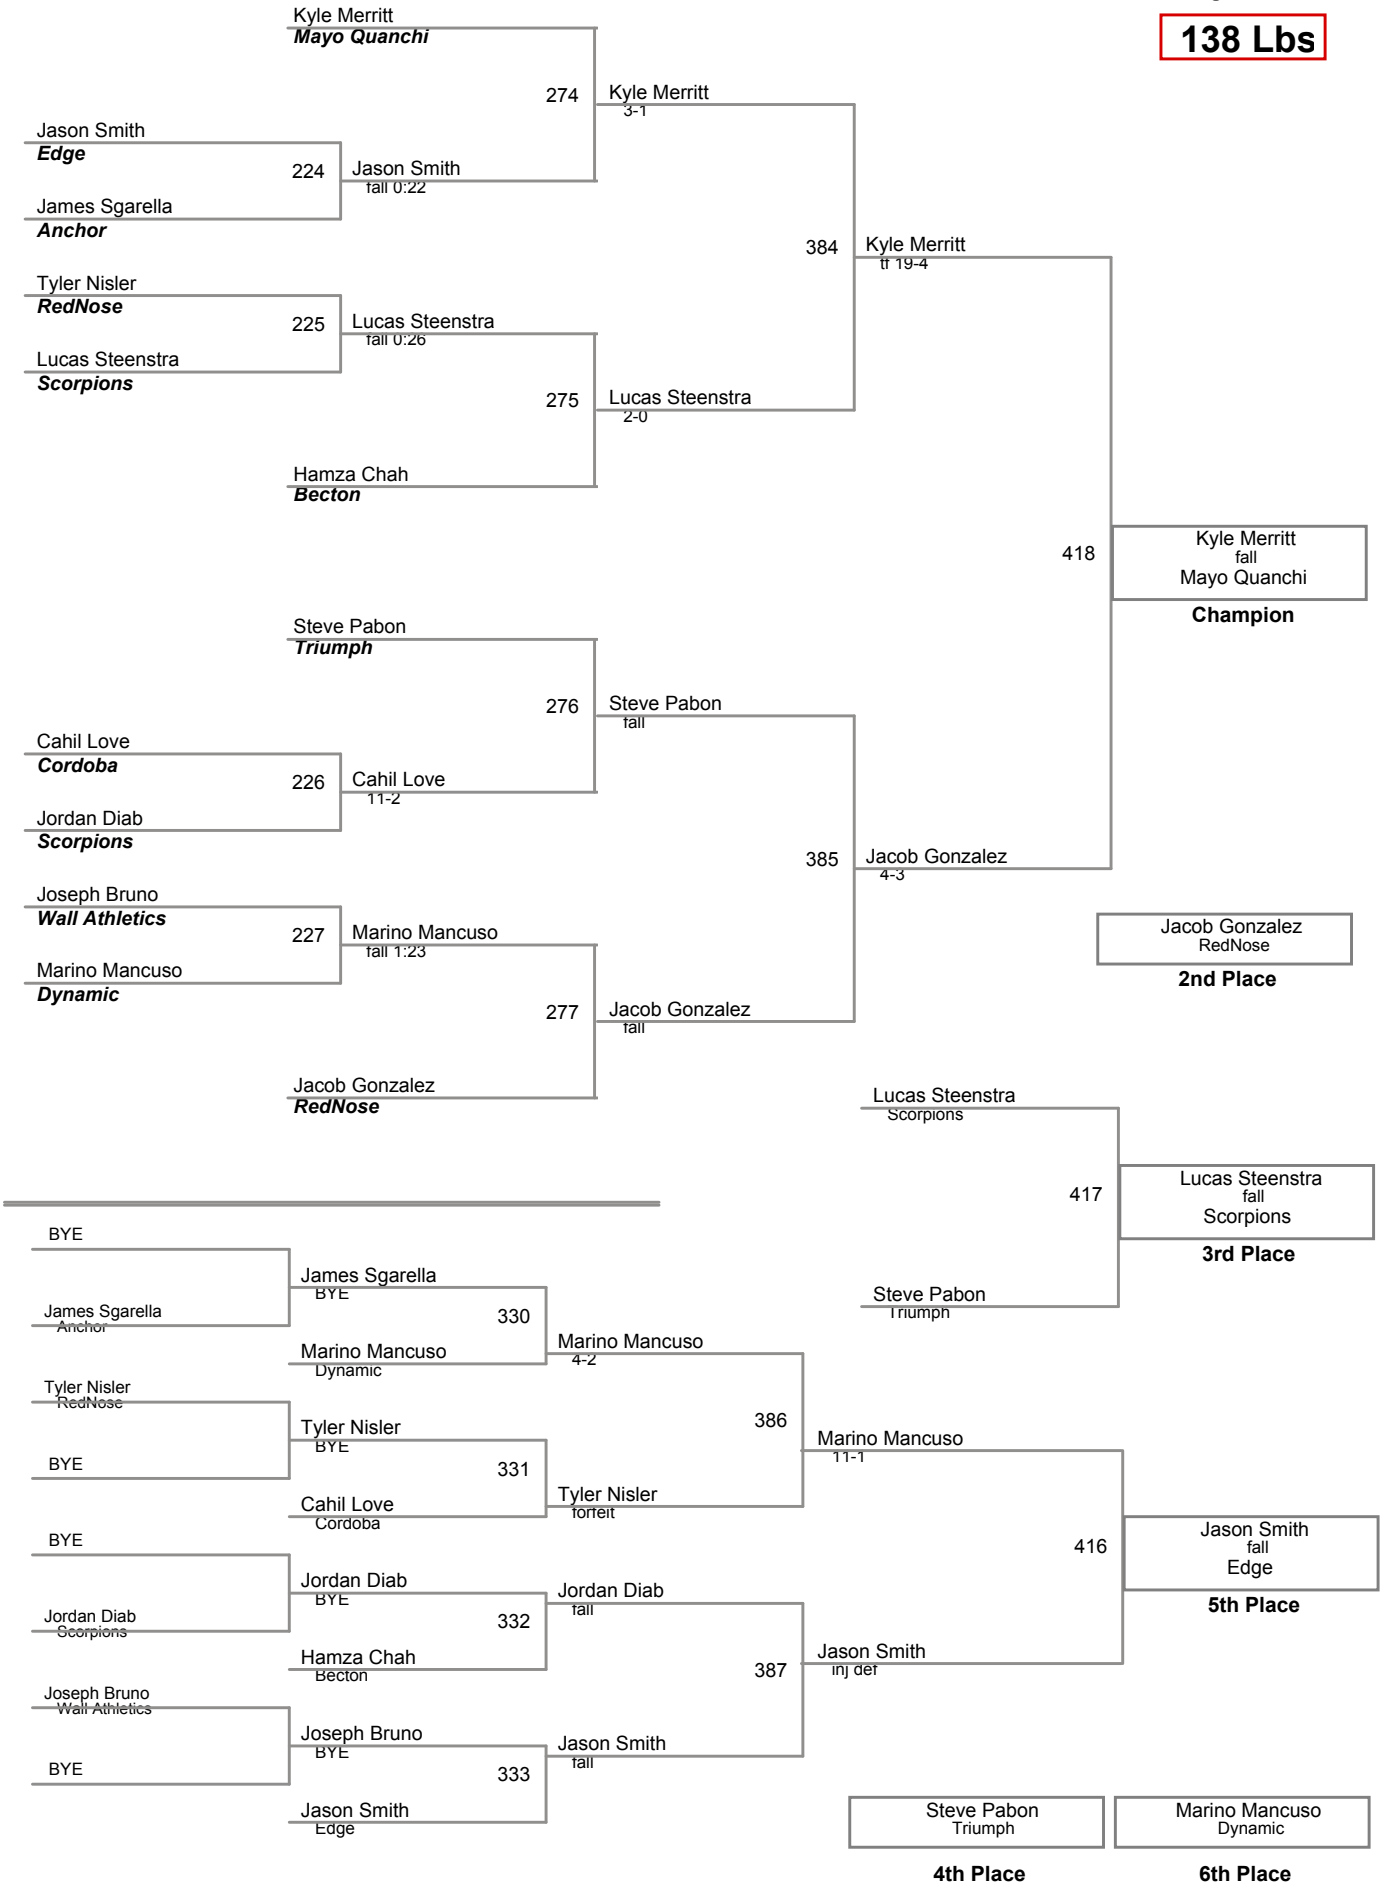 138 Lbs
Kyle Merritt
Mayo Quanchi
274
Kyle Merritt
3-1
Jason Smith
Edge
224
Jason Smith
fall 0:22
James Sgarella
Anchor
384
Kyle Merritt
tf 19-4
Tyler Nisler
RedNose
225
Lucas Steenstra
fall 0:26
Lucas Steenstra
Scorpions
275
Lucas Steenstra
2-0
Hamza Chah
Becton
418
Kyle Merritt
fall
Mayo Quanchi
Champion
Steve Pabon
Triumph
276
Steve Pabon
fall
Cahil Love
Cordoba
226
Cahil Love
11-2
Jordan Diab
Scorpions
385
Jacob Gonzalez
4-3
Joseph Bruno
Wall Athletics
227
Marino Mancuso
fall 1:23
Marino Mancuso
Dynamic
277
Jacob Gonzalez
fall
Jacob Gonzalez
RedNose
Jacob Gonzalez
RedNose
2nd Place
Lucas Steenstra
Scorpions
417
Lucas Steenstra
fall
Scorpions
3rd Place
Steve Pabon
Triumph
BYE
James Sgarella
BYE
James Sgarella
Anchor
330
Marino Mancuso
4-2
Marino Mancuso
Dynamic
Tyler Nisler
RedNose
Tyler Nisler
BYE
BYE
331
Tyler Nisler
forfeit
Cahil Love
Cordoba
386
Marino Mancuso
11-1
BYE
Jordan Diab
BYE
Jordan Diab
Scorpions
332
Jordan Diab
fall
Hamza Chah
Becton
387
Jason Smith
inj def
Joseph Bruno
Wall Athletics
Joseph Bruno
BYE
BYE
333
Jason Smith
fall
Jason Smith
Edge
416
Jason Smith
fall
Edge
5th Place
Steve Pabon
Triumph
4th Place
Marino Mancuso
Dynamic
6th Place